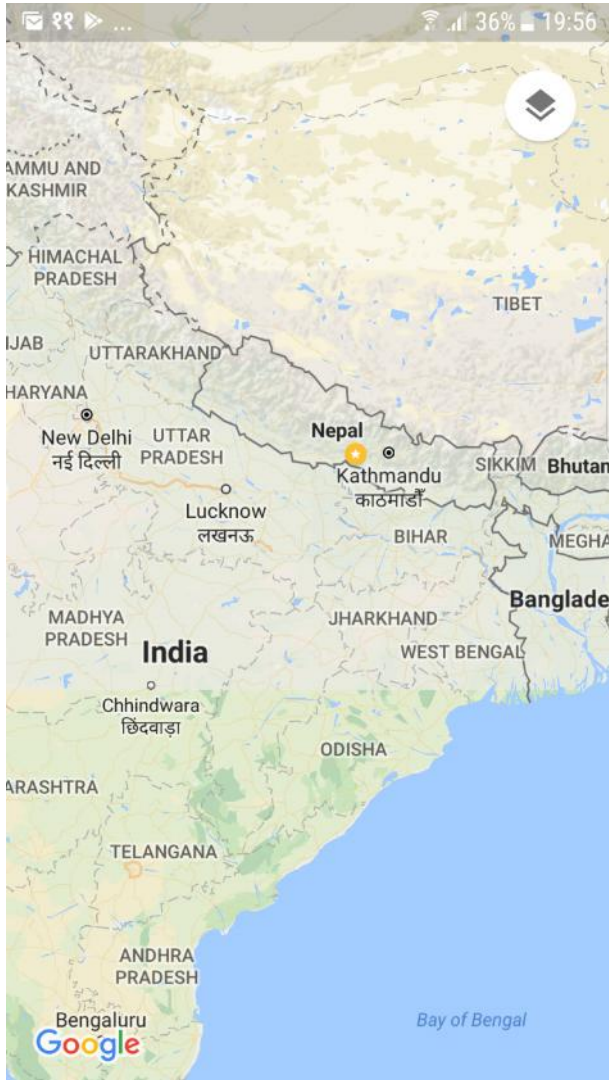 ११ ... 36% 19:56
AMMU AND
KASHMIR
HIMACHAL
PRADESH
TIBET
JAB
UTTARAKHAND
HARYANA
New Delhi
नई दिल्ली
UTTAR
PRADESH
Nepal
Kathmandu
काठमाडौँ
SIKKIM
Bhutan
Lucknow
लखनऊ
BIHAR
MEGHA
Banglade
MADHYA
PRADESH
JHARKHAND
India
WEST BENGAL
Chhindwara
छिंदवाड़ा
ODISHA
ARASHTRA
TELANGANA
ANDHRA
PRADESH
Bengaluru
Bay of Bengal
Google